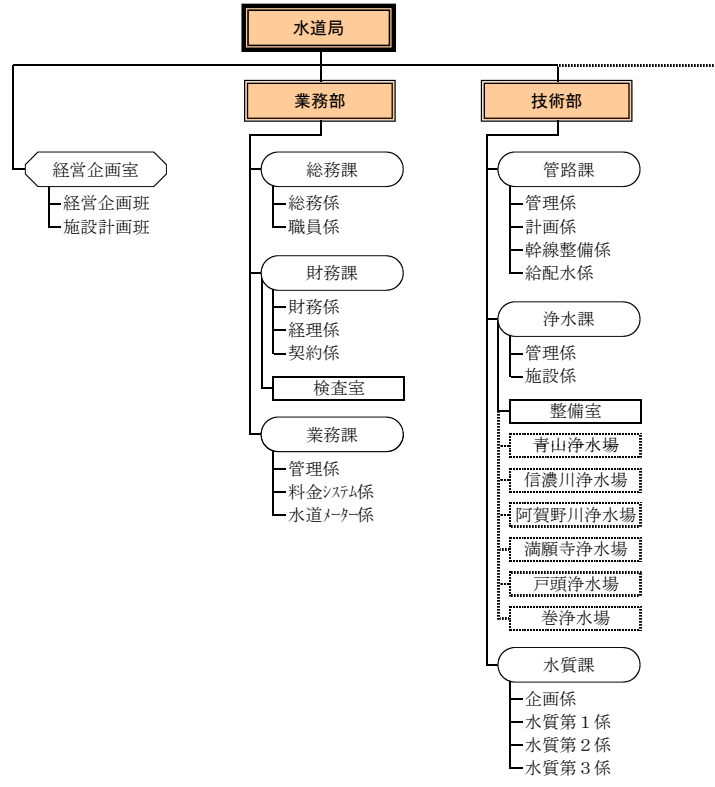 水道局
業務部
技術部
経営企画室
経営企画班
施設計画班
総務課
総務係
職員係
財務課
財務係
経理係
契約係
検査室
業務課
管理係
料金ｼｽﾃﾑ係
水道ﾒｰﾀｰ係
管路課
管理係
計画係
幹線整備係
給配水係
浄水課
管理係
施設係
整備室
青山浄水場
信濃川浄水場
阿賀野川浄水場
満願寺浄水場
戸頭浄水場
巻浄水場
水質課
企画係
水質第１係
水質第２係
水質第３係